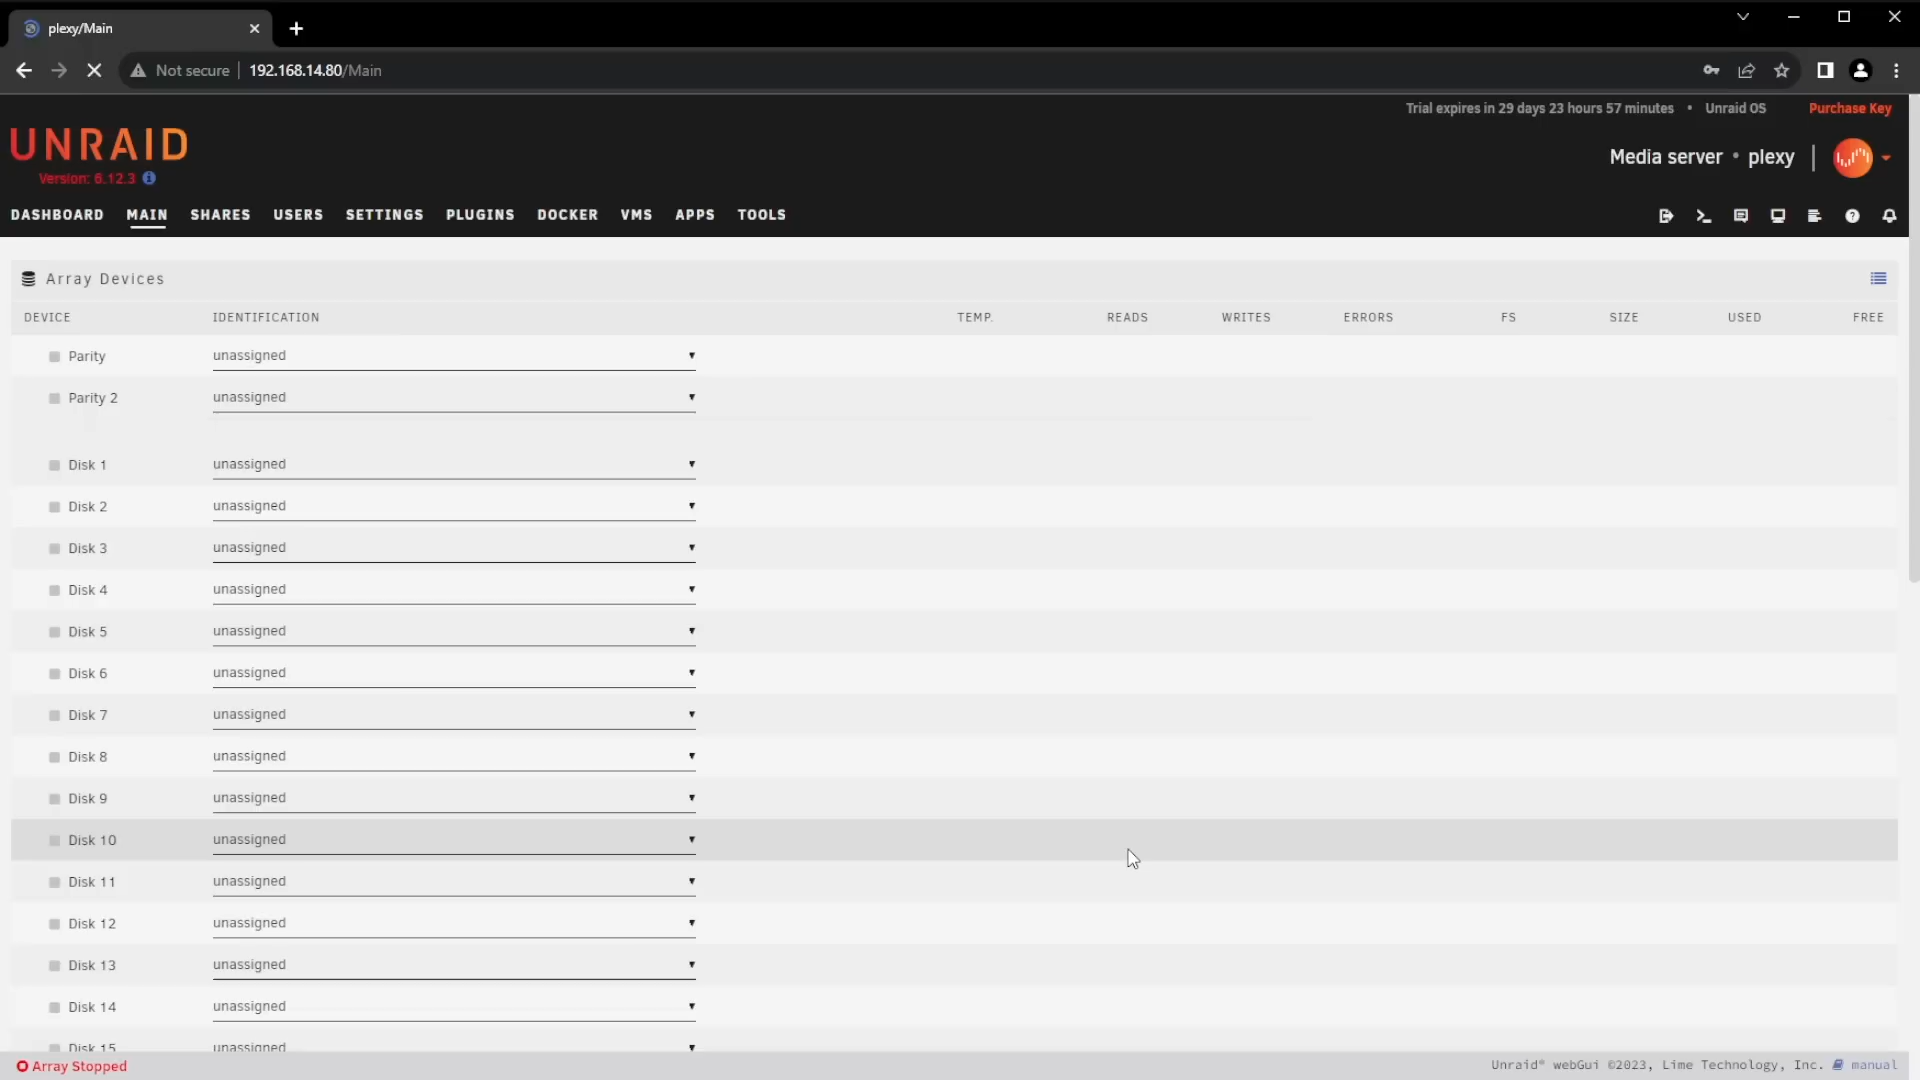 plexy/Main
Not secure 192.168.14.80/Main
Trial expires in 29 days 23 hours 57 minutes • Unraid OS Purchase Key
UNRAID
Version: 6.12.3
Media server • plexy
DASHBOARD MAIN SHARES USERS SETTINGS PLUGINS DOCKER VMS APPS TOOLS
Array Devices
DEVICE IDENTIFICATION TEMP. READS WRITES ERRORS FS SIZE USED FREE
Parity unassigned
Parity 2 unassigned
Disk 1 unassigned
Disk 2 unassigned
Disk 3 unassigned
Disk 4 unassigned
Disk 5 unassigned
Disk 6 unassigned
Disk 7 unassigned
Disk 8 unassigned
Disk 9 unassigned
Disk 10 unassigned
Disk 11 unassigned
Disk 12 unassigned
Disk 13 unassigned
Disk 14 unassigned
Disk 15 unassigned
Array Stopped
Unraid® webGui ©2023, Lime Technology, Inc. manual